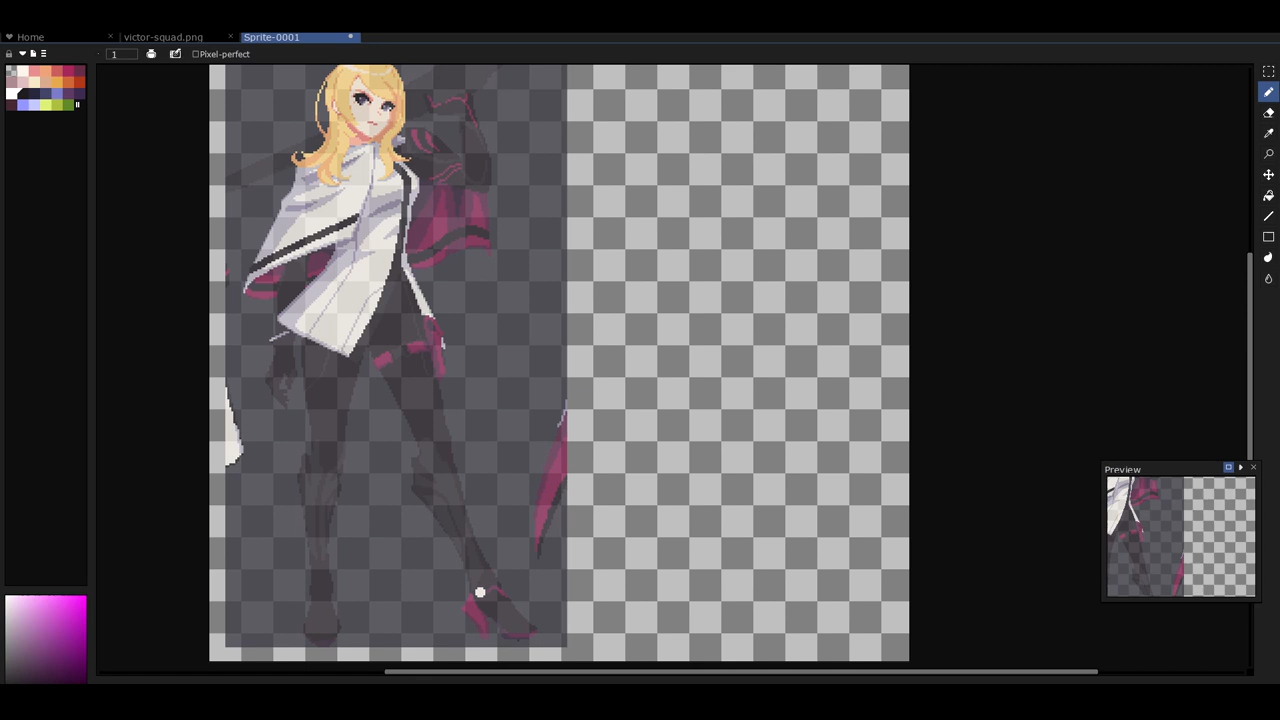 Home
victor-squad.png
Sprite-0001
1
Pixel-perfect
Preview